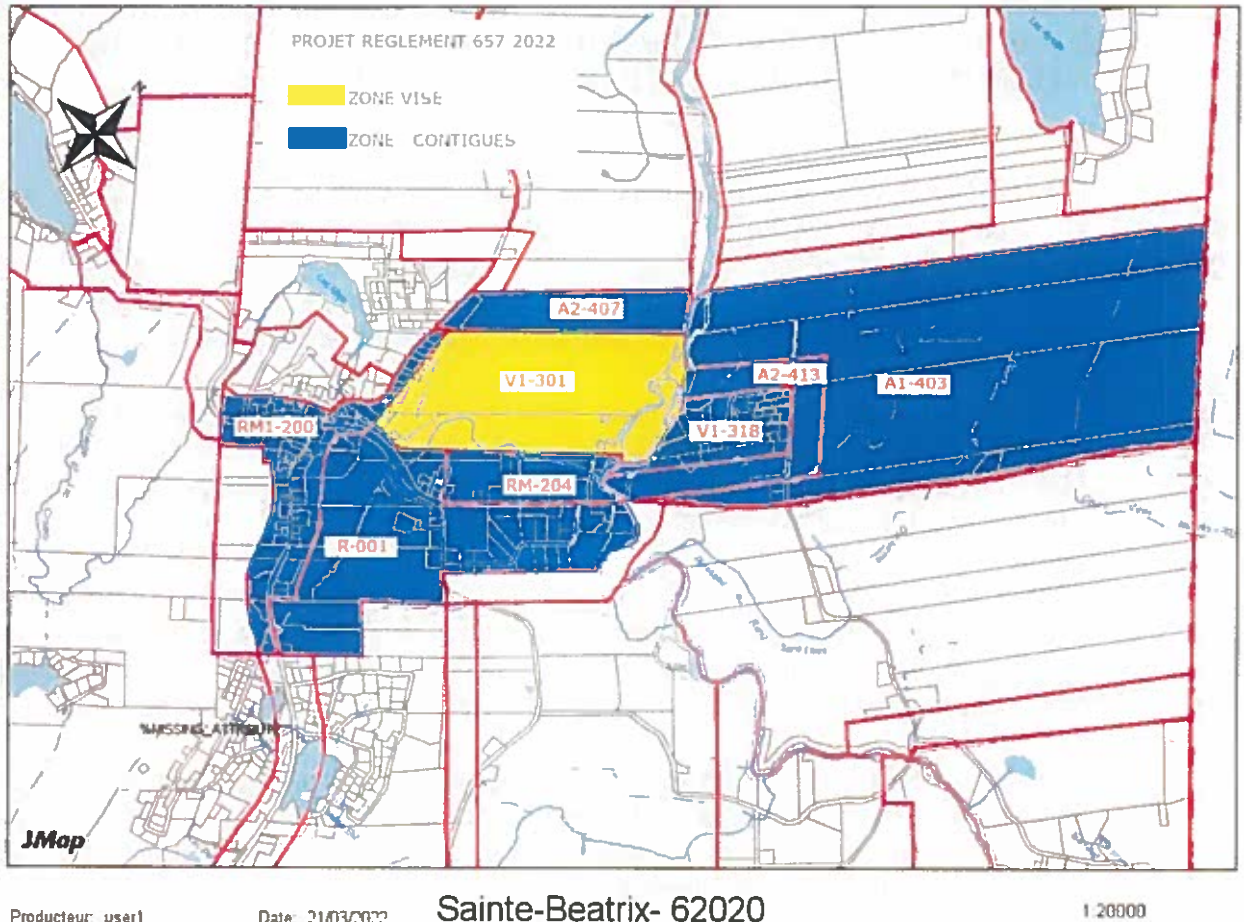 PROJET REGLEMENT 657 2022
ZONE VISE
ZONE CONTIGUES
N
A2-407
V1-301
A2-413
A1-403
RM1-200
V1-318
RM-204
R-001
%MISSING_ATTRIBUT
JMap
Producteur: user1
Date: 21/03/2022
Sainte-Beatrix- 62020
1:20000